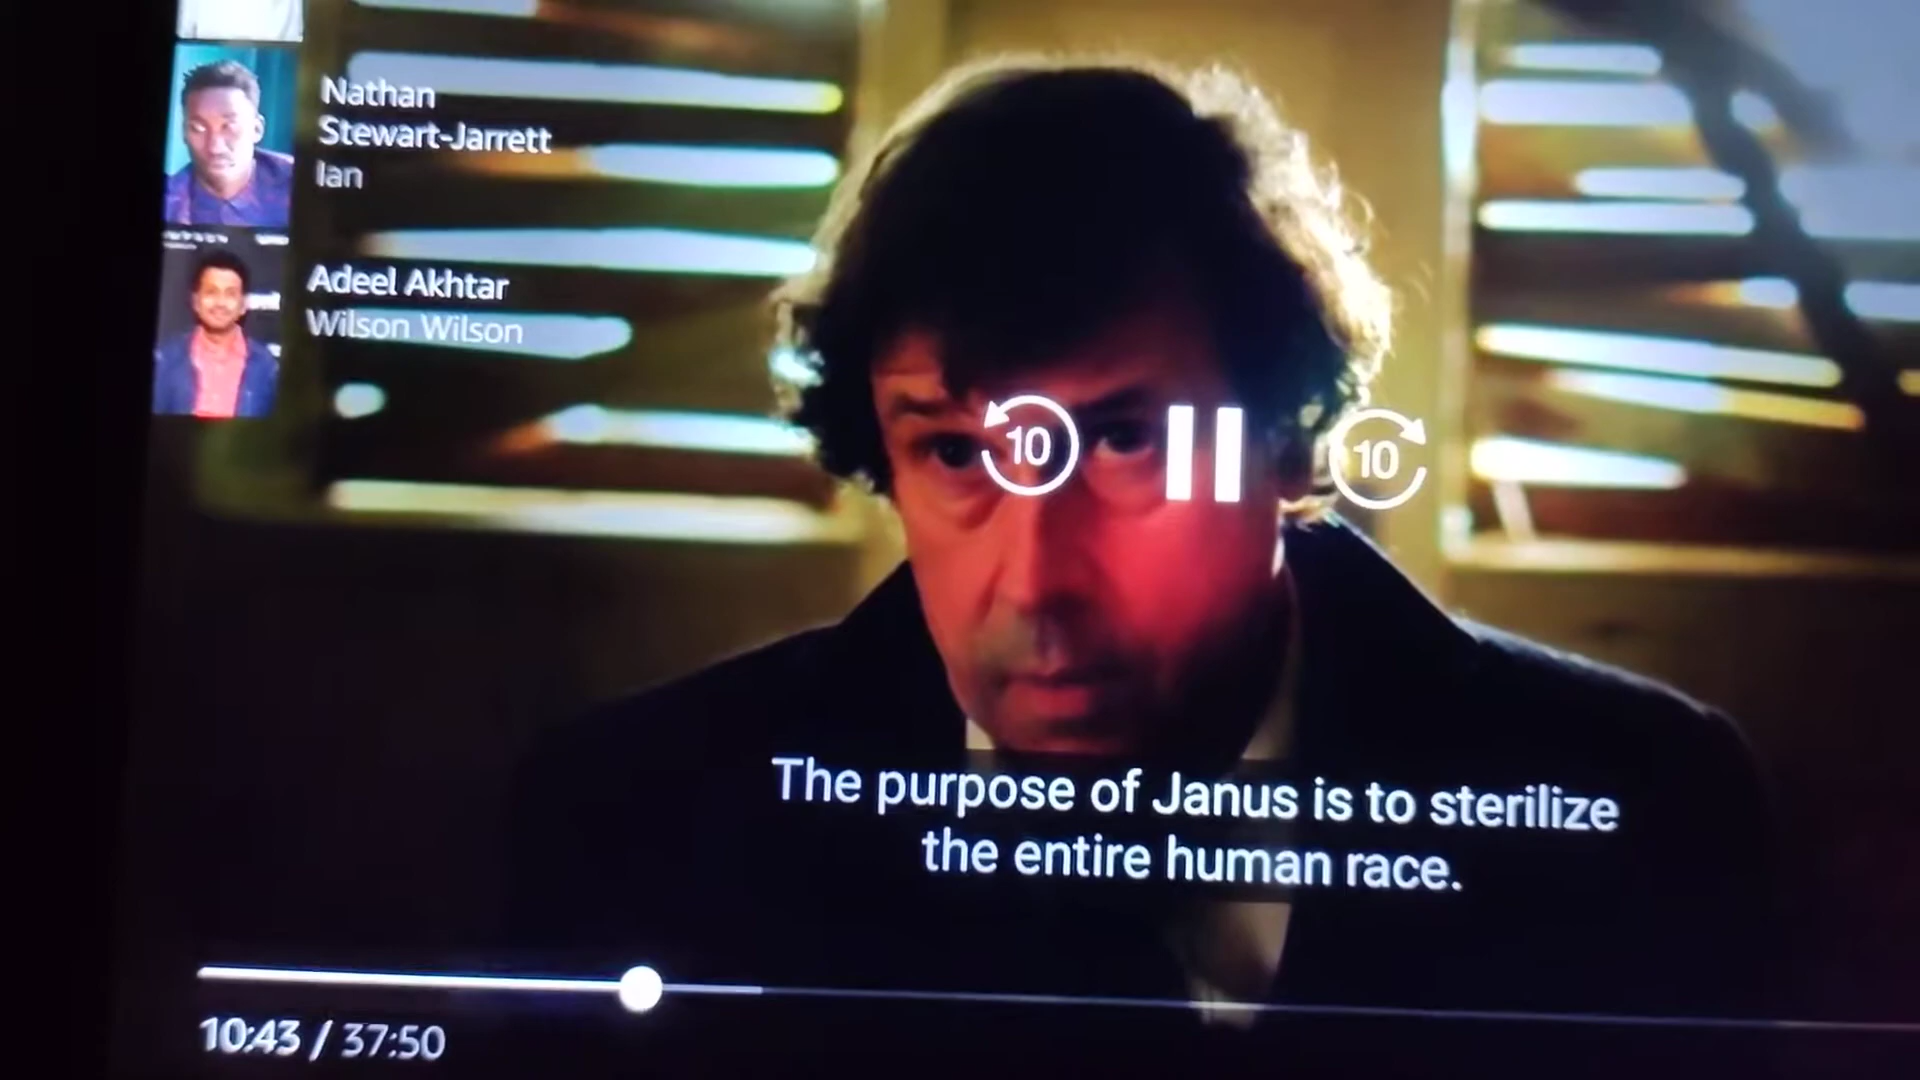 Nathan
Stewart-Jarrett
Ian
Adeel Akhtar
Wilson Wilson
10
10
The purpose of Janus is to sterilize
the entire human race.
10:43 / 37:50